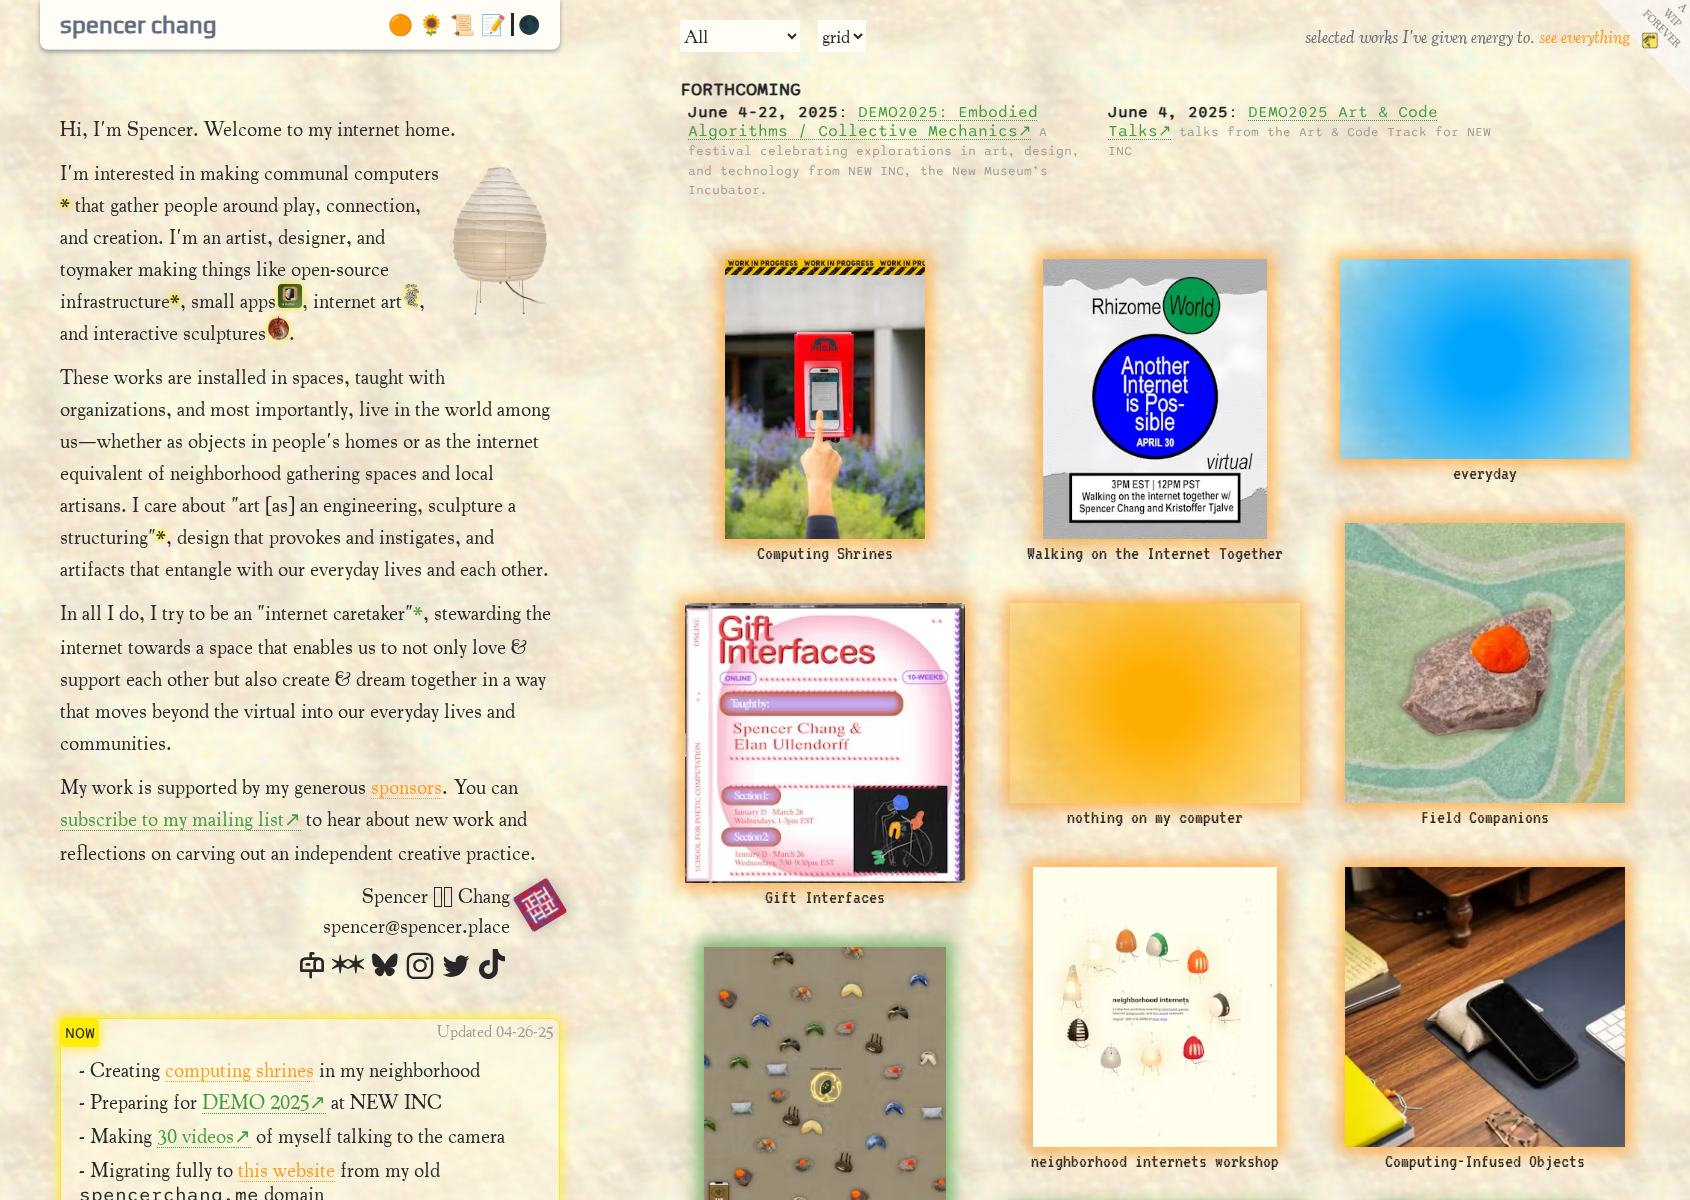 spencer chang
Hi, I'm Spencer. Welcome to my internet home.
I'm interested in making communal computers
* that gather people around play, connection,
and creation. I'm an artist, designer, and
toymaker making things like open-source
infrastructure*, small apps, internet art,
and interactive sculptures.
These works are installed in spaces, taught with
organizations, and most importantly, live in the world among
us—whether as objects in people's homes or as the internet
equivalent of neighborhood gathering spaces and local
artisans. I care about "art [as] an engineering, sculpture a
structuring"*, design that provokes and instigates, and
artifacts that entangle with our everyday lives and each other.
In all I do, I try to be an "internet caretaker"*, stewarding the
internet towards a space that enables us to not only love &
support each other but also create & dream together in a way
that moves beyond the virtual into our everyday lives and
communities.
My work is supported by my generous sponsors. You can
subscribe to my mailing list↗ to hear about new work and
reflections on carving out an independent creative practice.
Spencer Chang
spencer@spencer.place
NOW
Updated 04-26-25
- Creating computing shrines in my neighborhood
- Preparing for DEMO 2025↗ at NEW INC
- Making 30 videos↗ of myself talking to the camera
- Migrating fully to this website from my old
spencerchang.me domain
All
grid
selected works I've given energy to. see everything
A
WIP
FOREVER
FORTHCOMING
June 4-22, 2025: DEMO2025: Embodied
Algorithms / Collective Mechanics↗ A
festival celebrating explorations in art, design,
and technology from NEW INC, the New Museum's
Incubator.
June 4, 2025: DEMO2025 Art & Code
Talks↗ talks from the Art & Code Track for NEW
INC
WORK IN PROGRESS WORK IN PROGRESS WORK IN PRO
PHONE
Computing Shrines
Rhizome World
Another
Internet
is Pos-
sible
APRIL 30
virtual
3PM EST | 12PM PST
Walking on the internet together w/
Spencer Chang and Kristoffer Tjalve
Walking on the Internet Together
everyday
Gift
Interfaces
ONLINE
10-WEEKS
Taught by:
Spencer Chang &
Elan Ullendorff
Section 1:
January 15 - March 26
Wednesdays, 1-3pm EST
Section 2:
January 15 - March 26
Wednesdays, 7:30-9:30pm EST
ONLINE
SCHOOL FOR POETIC COMPUTATION
Gift Interfaces
nothing on my computer
Field Companions
neighborhood internets
neighborhood internets workshop
Computing-Infused Objects